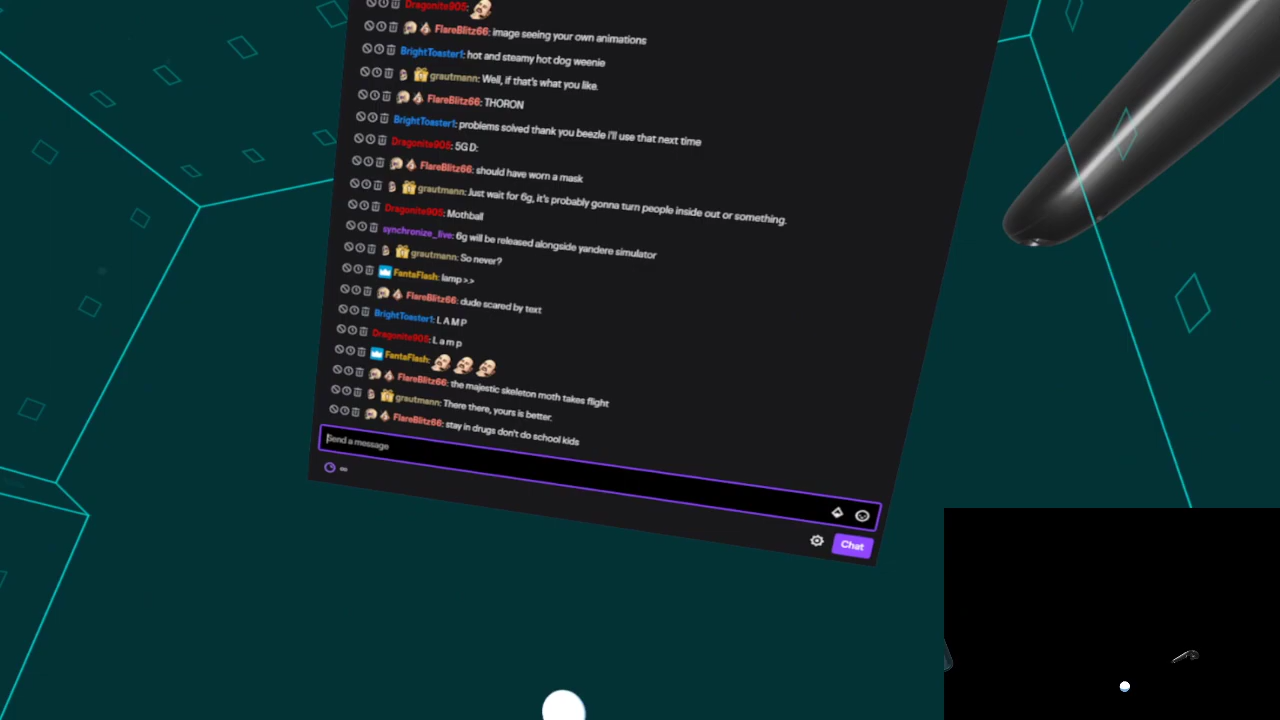 Dragonite905:
FlareBlitz66: image seeing your own animations
BrightToaster1: hot and steamy hot dog weenie
grautmann: Well, if that's what you like.
FlareBlitz66: THORON
BrightToaster1: problems solved thank you beezle i'll use that next time
Dragonite905: 5G D:
FlareBlitz66: should have worn a mask
grautmann: Just wait for 6g, it's probably gonna turn people inside out or something.
Dragonite905: Mothball
synchronize_live: 6g will be released alongside yandere simulator
grautmann: So never?
FantaFlash: lamp >.>
FlareBlitz66: dude scared by text
BrightToaster1: L A M P
Dragonite905: L a m p
FantaFlash:
FlareBlitz66: the majestic skeleton moth takes flight
grautmann: There there, yours is better.
FlareBlitz66: stay in drugs don't do school kids
Send a message
∞
Chat